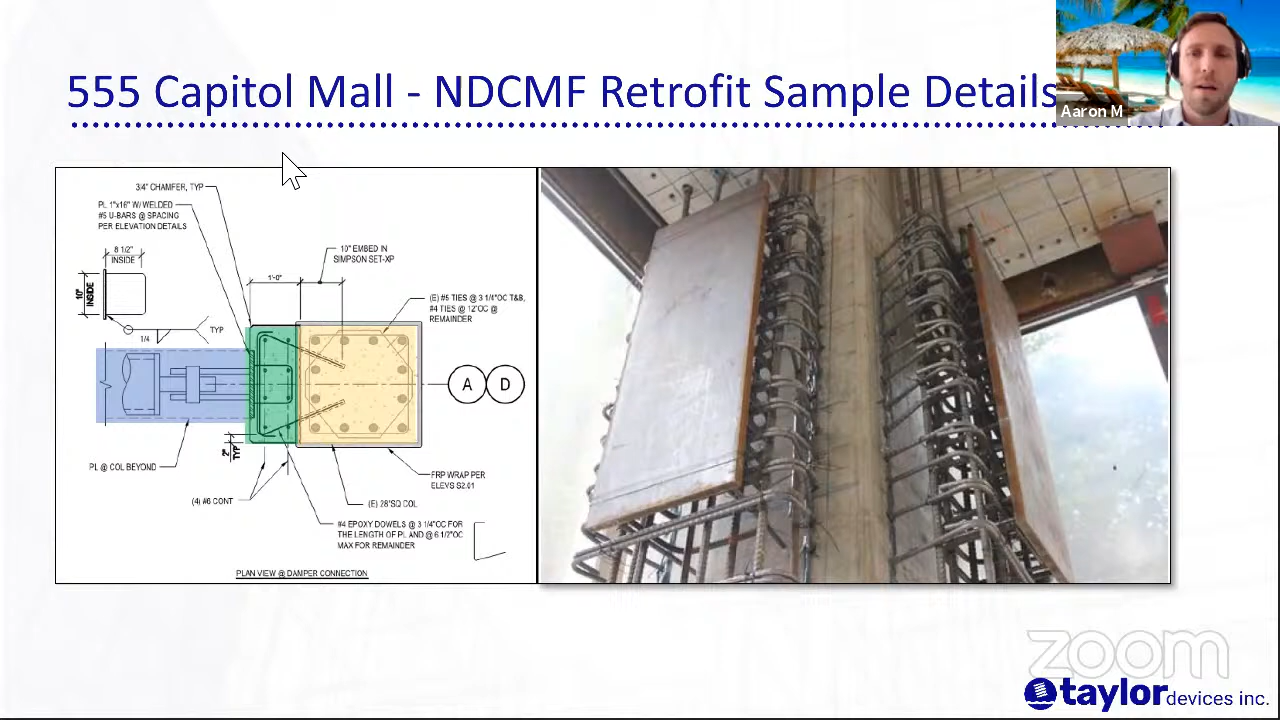 555 Capitol Mall - NDCMF Retrofit Sample Details
Aaron M
3/4" CHAMFER, TYP
PL 1"x16" W/ WELDED
#5 U-BARS @ SPACING
PER ELEVATION DETAILS
8 1/2"
INSIDE
10"
INSIDE
1/4
TYP
10" EMBED IN
SIMPSON SET-XP
1'-0"
(E) #5 TIES @ 3 1/4"OC T&B,
#4 TIES @ 12"OC @
REMAINDER
A
D
2"
TYP
PL @ COL BEYOND
(4) #6 CONT
FRP WRAP PER
ELEVS S2.01
(E) 28"SQ COL
#4 EPOXY DOWELS @ 3 1/4"OC FOR
THE LENGTH OF PL AND @ 6 1/2"OC
MAX FOR REMAINDER
PLAN VIEW @ DAMPER CONNECTION
zoom
taylor devices inc.